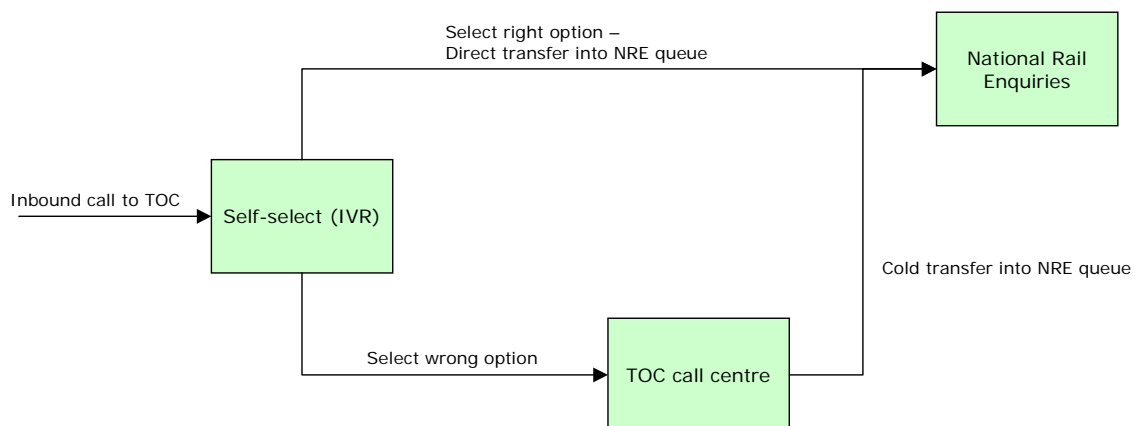 Select right option –
Direct transfer into NRE queue
National Rail
Enquiries
Inbound call to TOC
Self-select (IVR)
Cold transfer into NRE queue
Select wrong option
TOC call centre